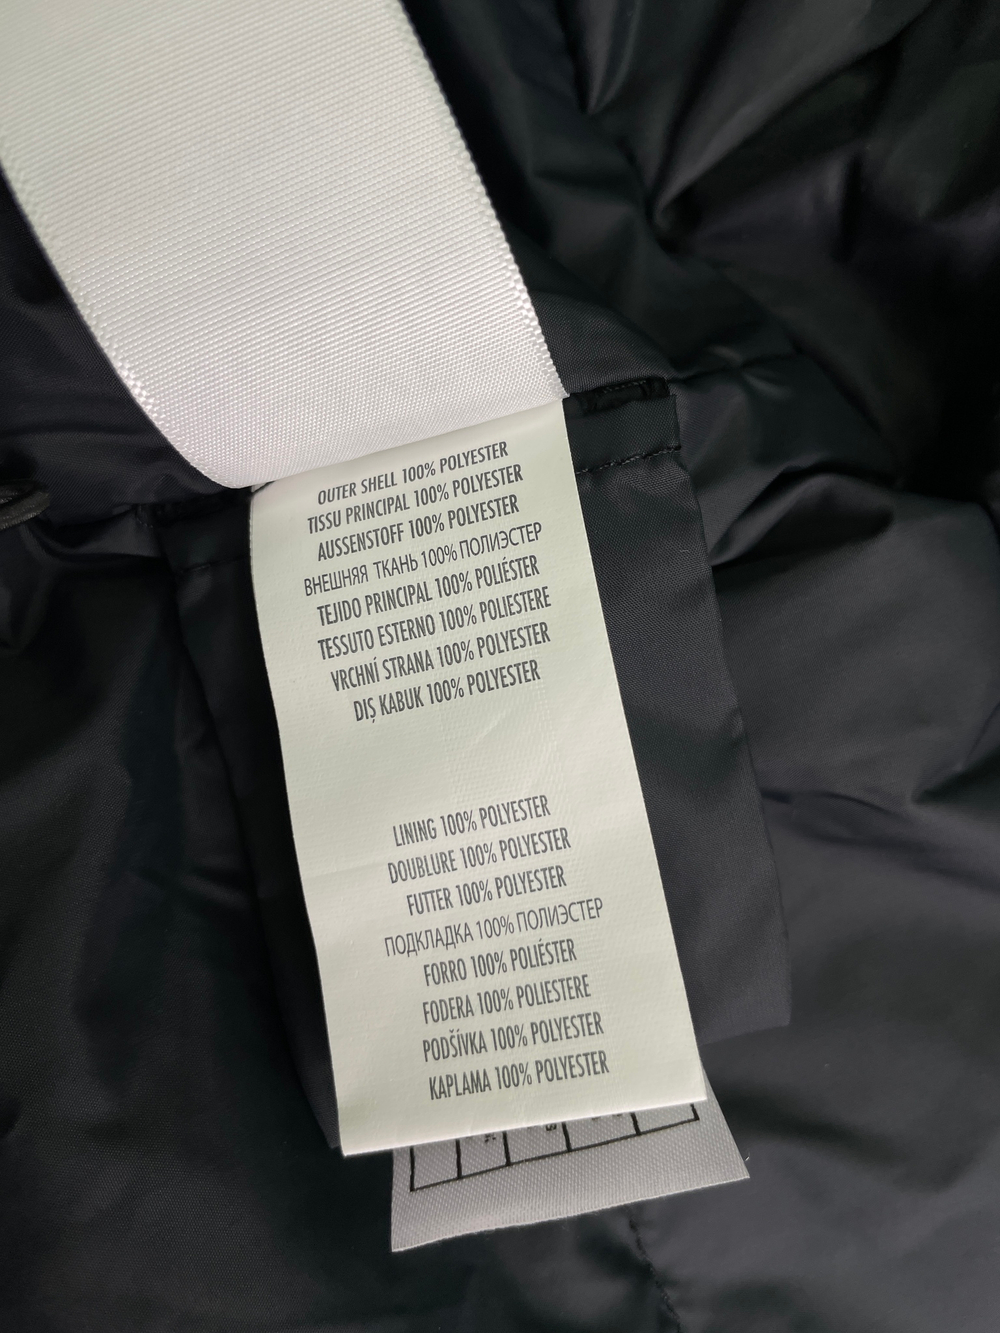 OUTER SHELL 100% POLYESTER
TISSU PRINCIPAL 100% POLYESTER
AUSSENSTOFF 100% POLYESTER
ВНЕШНЯЯ ТКАНЬ 100% ПОЛИЭСТЕР
TEJIDO PRINCIPAL 100% POLIÉSTER
TESSUTO ESTERNO 100% POLIESTERE
VRCHNÍ STRANA 100% POLYESTER
DIŞ KABUK 100% POLYESTER
LINING 100% POLYESTER
DOUBLURE 100% POLYESTER
FUTTER 100% POLYESTER
ПОДКЛАДКА 100% ПОЛИЭСТЕР
FORRO 100% POLIÉSTER
FODERA 100% POLIESTERE
PODŠÍVKA 100% POLYESTER
KAPLAMA 100% POLYESTER